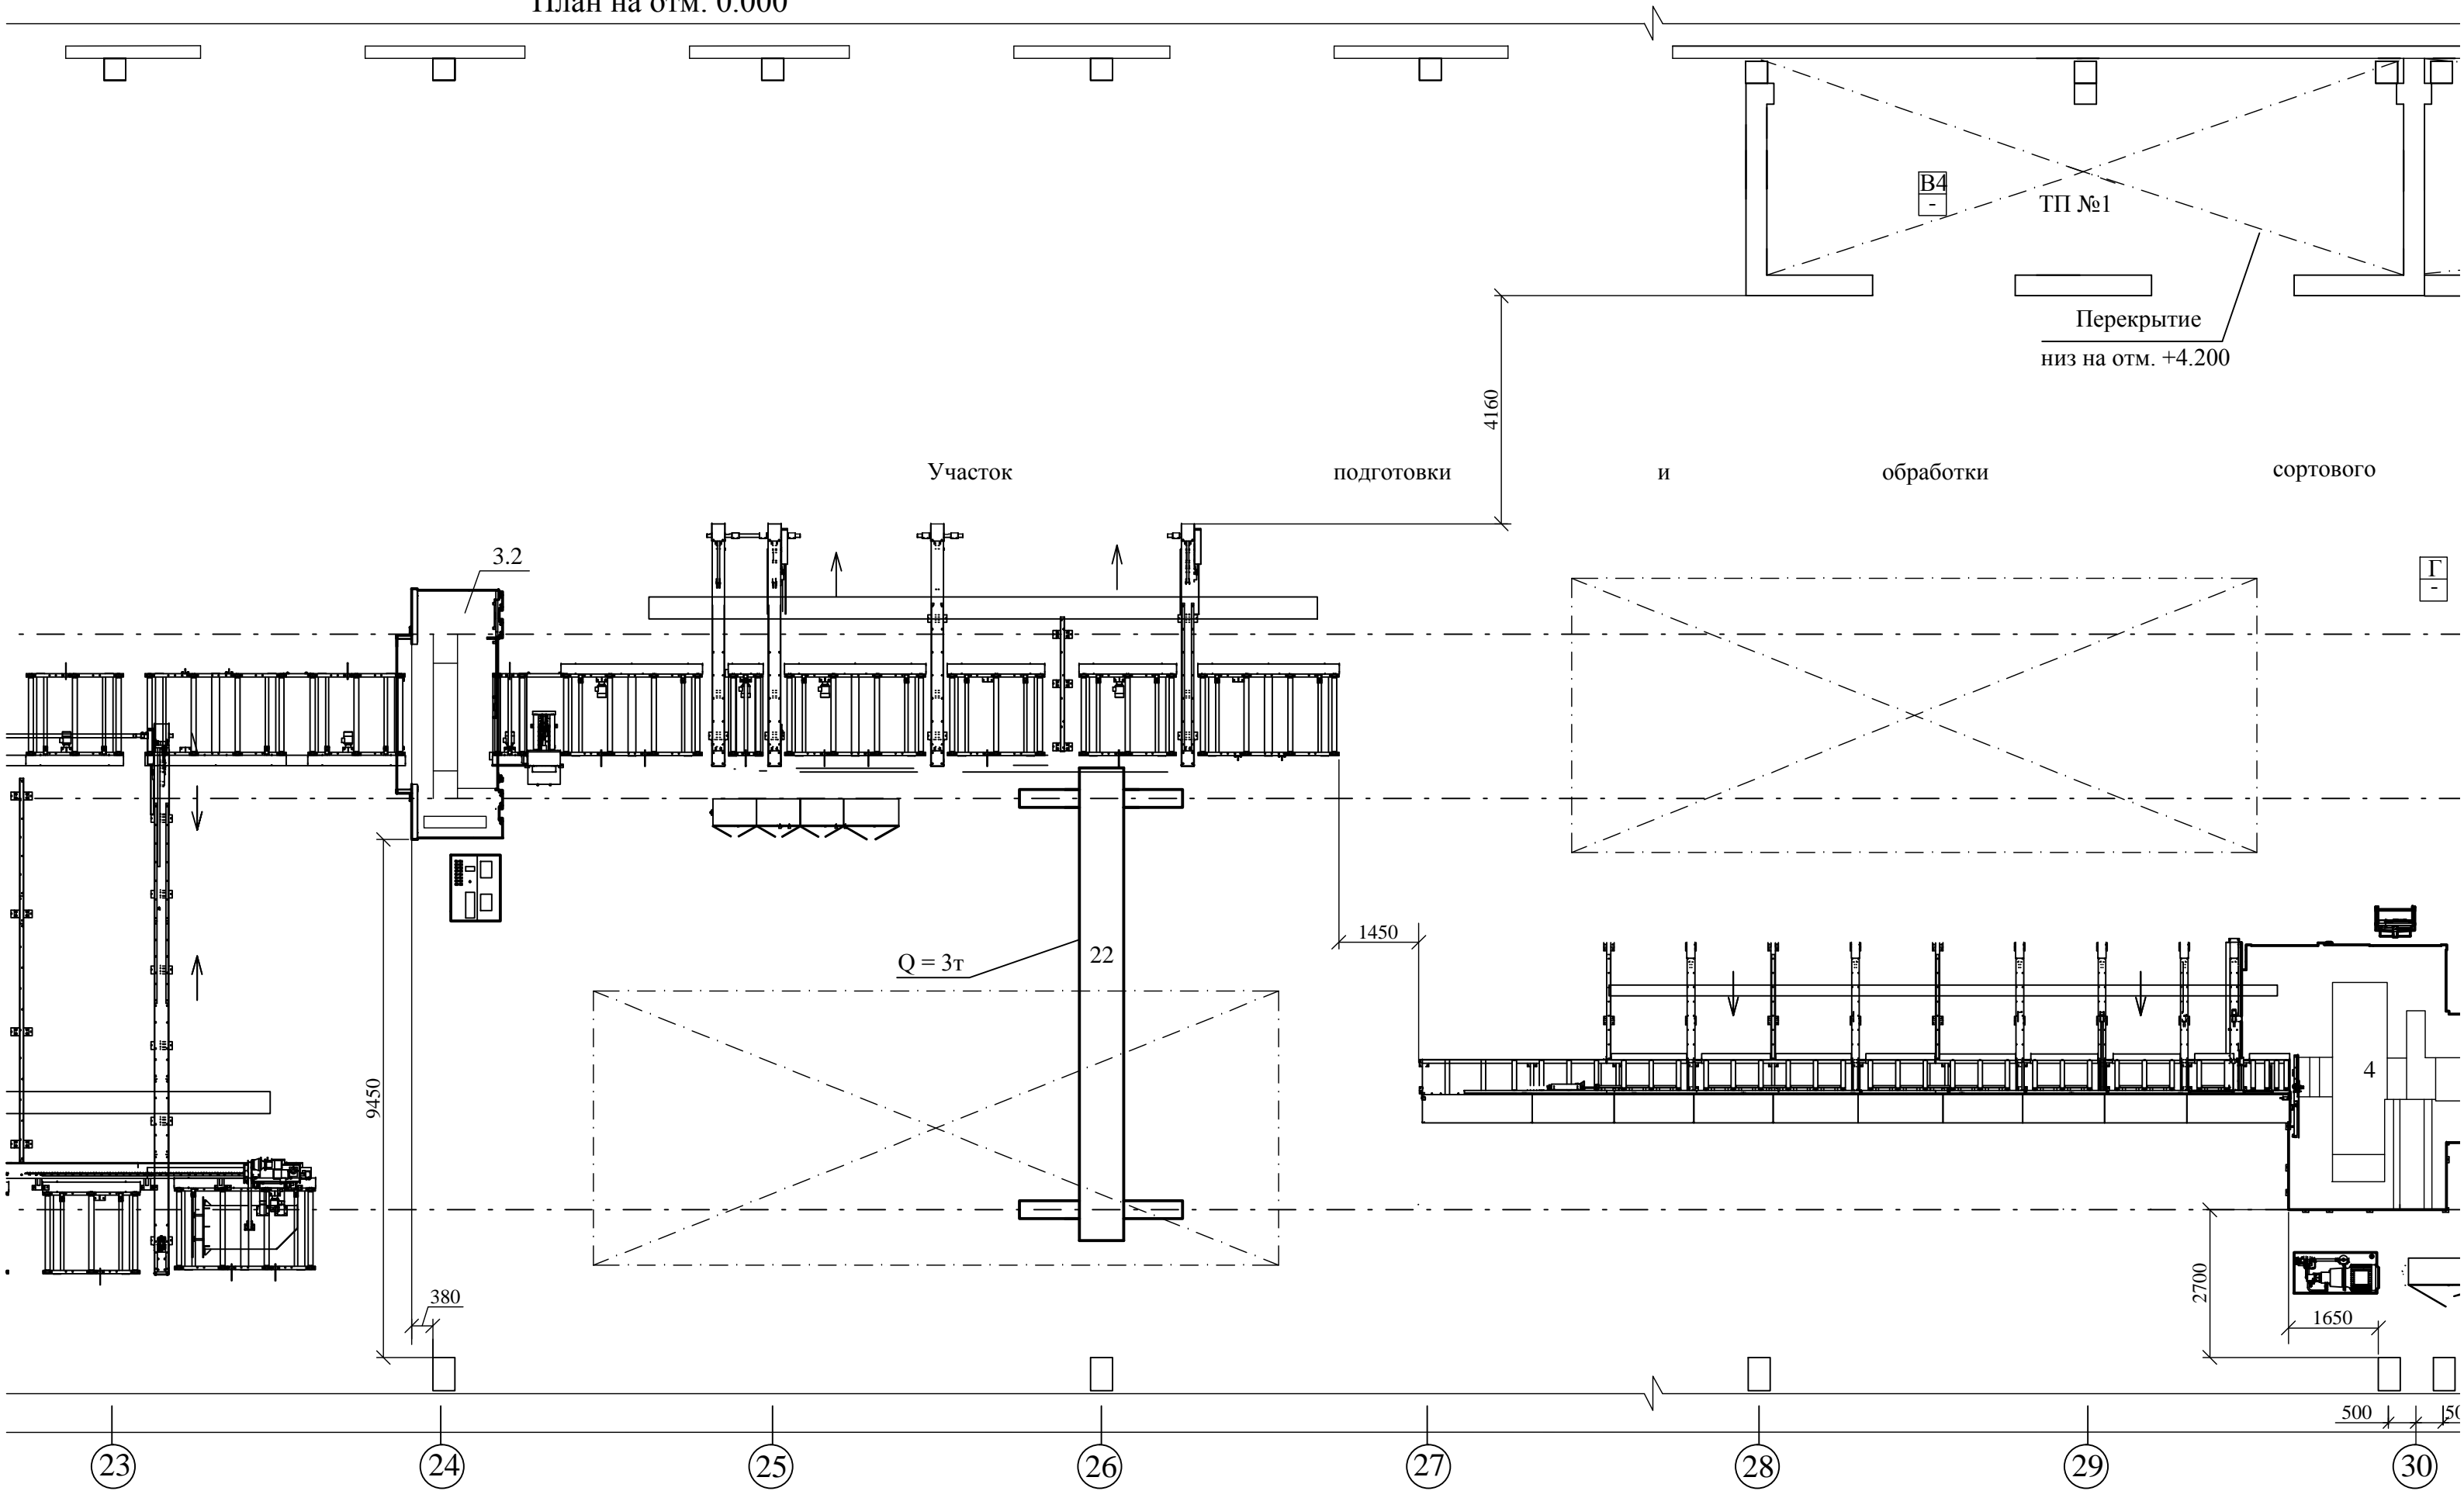 План на отм. 0.000
В4
-
ТП №1
Перекрытие
низ на отм. +4.200
4160
Участок подготовки и обработки сортового
3.2
Г
-
1450
22
Q = 3т
4
9450
380
2700
1650
500
50
23 24 25 26 27 28 29 30